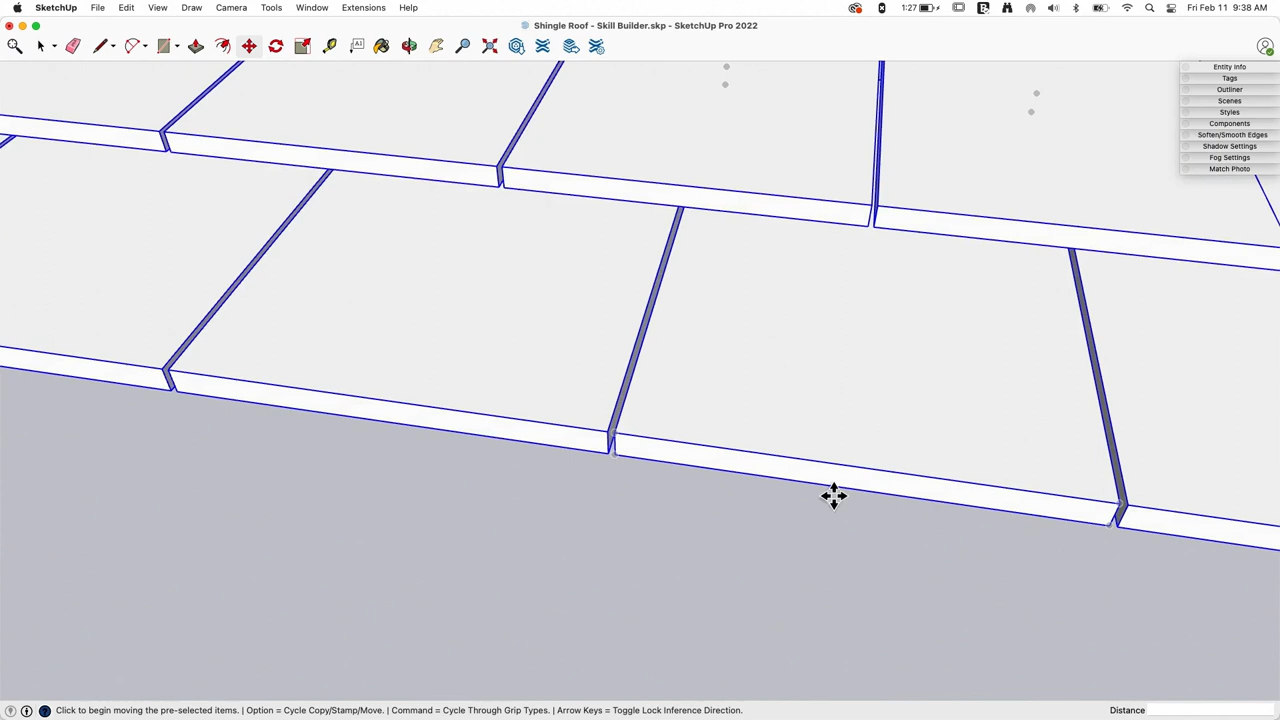 SketchUp File Edit View Draw Camera Tools Window Extensions Help 1:27 Fri Feb 11 9:38 AM
Shingle Roof - Skill Builder.skp - SketchUp Pro 2022
Entity Info
Tags
Outliner
Scenes
Styles
Components
Soften/Smooth Edges
Shadow Settings
Fog Settings
Match Photo
Click to begin moving the pre-selected items. | Option = Cycle Copy/Stamp/Move. | Command = Cycle Through Grip Types. | Arrow Keys = Toggle Lock Inference Direction. Distance